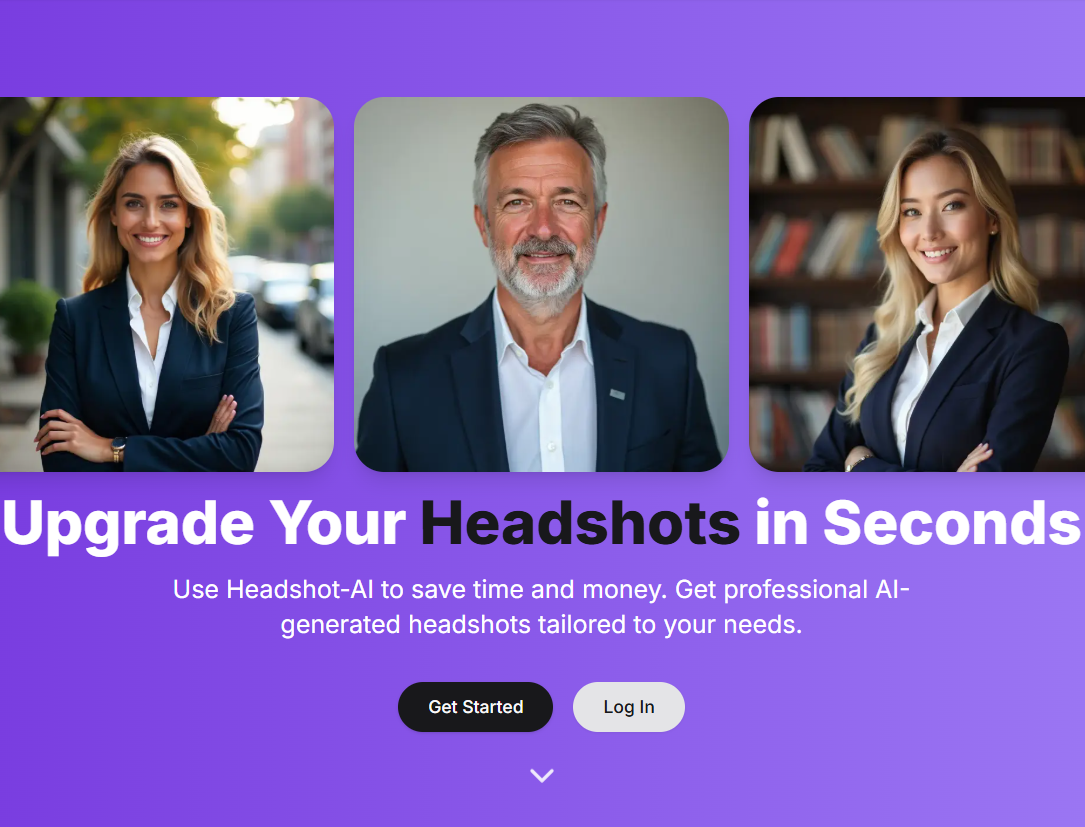 Upgrade Your Headshots in Seconds
Use Headshot-AI to save time and money. Get professional AI-
generated headshots tailored to your needs.
Get Started
Log In